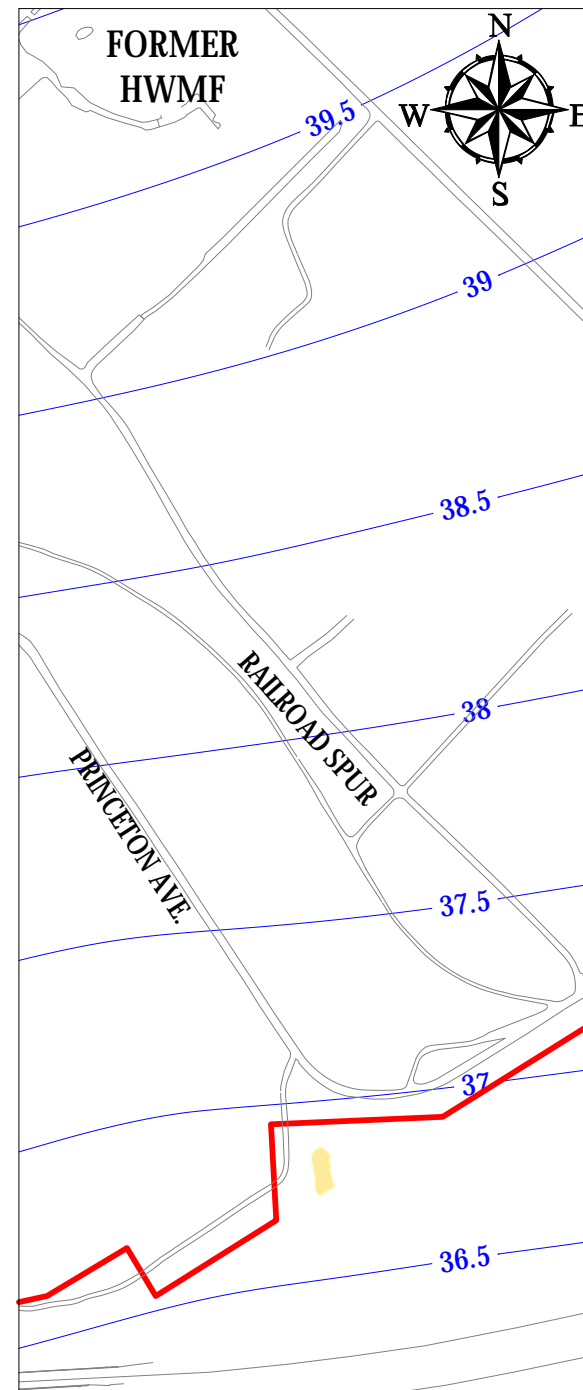 FORMER
HWMF
N
W
E
S
39.5
39
38.5
RAILROAD SPUR
38
PRINCETON AVE.
37.5
37
36.5